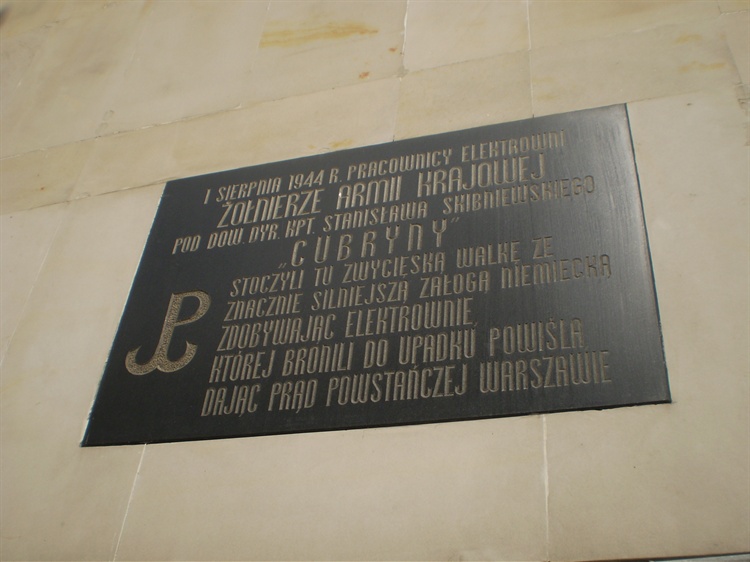 1 SIERPNIA 1944 R. PRACOWNICY ELEKTROWNI
ŻOŁNIERZE ARMII KRAJOWEJ
POD DOW. DYR. KPT. STANISŁAWA SKIBNIEWSKIEGO
„CUBRYNY”
STOCZYLI TU ZWYCIĘSKĄ WALKĘ ZE
ZNACZNIE SILNIEJSZĄ ZAŁOGĄ NIEMIECKĄ
ZDOBYWAJĄC ELEKTROWNIĘ
KTÓREJ BRONILI DO UPADKU POWIŚLA
DAJĄC PRĄD POWSTAŃCZEJ WARSZAWIE